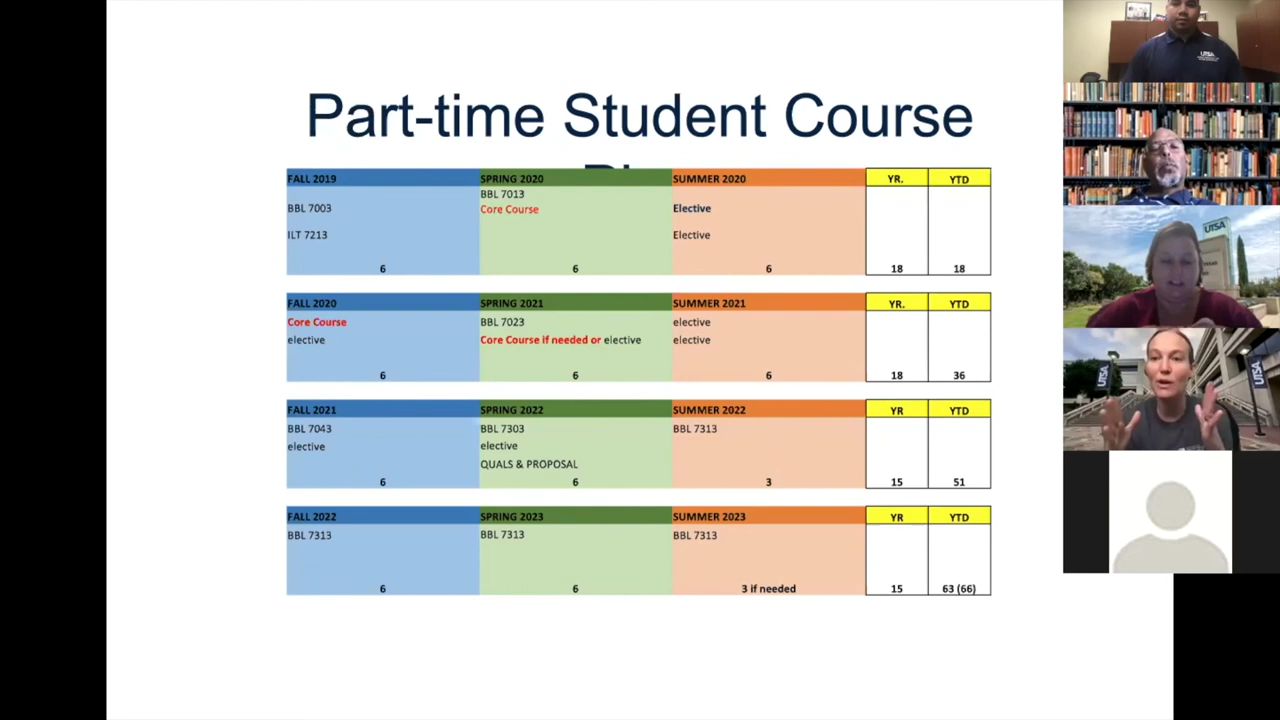 Part-time Student Course
FALL 2019 SPRING 2020 SUMMER 2020 YR. YTD
BBL 7003 BBL 7013 Elective
ILT 7213 Core Course Elective
6 6 6 18 18
FALL 2020 SPRING 2021 SUMMER 2021 YR. YTD
Core Course BBL 7023 elective
elective Core Course if needed or elective elective
6 6 6 18 36
FALL 2021 SPRING 2022 SUMMER 2022 YR YTD
BBL 7043 BBL 7303 BBL 7313
elective elective
QUALS & PROPOSAL
6 6 3 15 51
FALL 2022 SPRING 2023 SUMMER 2023 YR YTD
BBL 7313 BBL 7313 BBL 7313
6 6 3 if needed 15 63 (66)
UTSA
UTSA
UTSA
UTSA